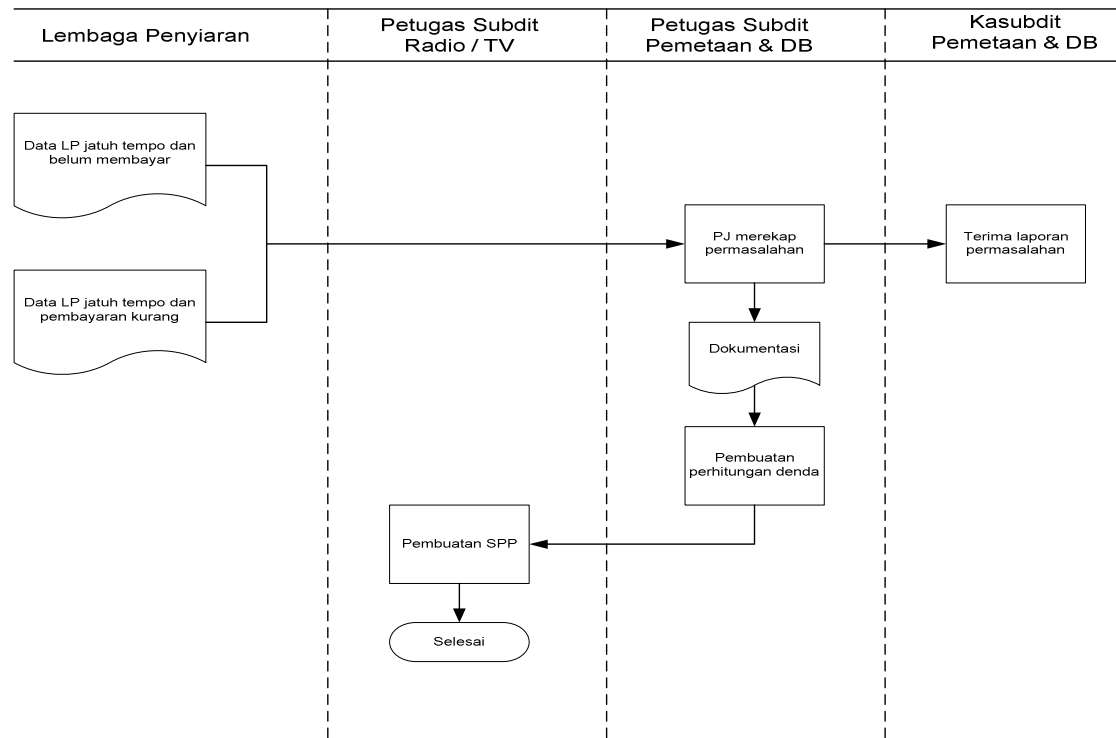 Lembaga Penyiaran
Petugas Subdit
Radio / TV
Petugas Subdit
Pemetaan & DB
Kasubdit
Pemetaan & DB
Data LP jatuh tempo dan
belum membayar
Data LP jatuh tempo dan
pembayaran kurang
PJ merekap
permasalahan
Terima laporan
permasalahan
Dokumentasi
Pembuatan
perhitungan denda
Pembuatan SPP
Selesai